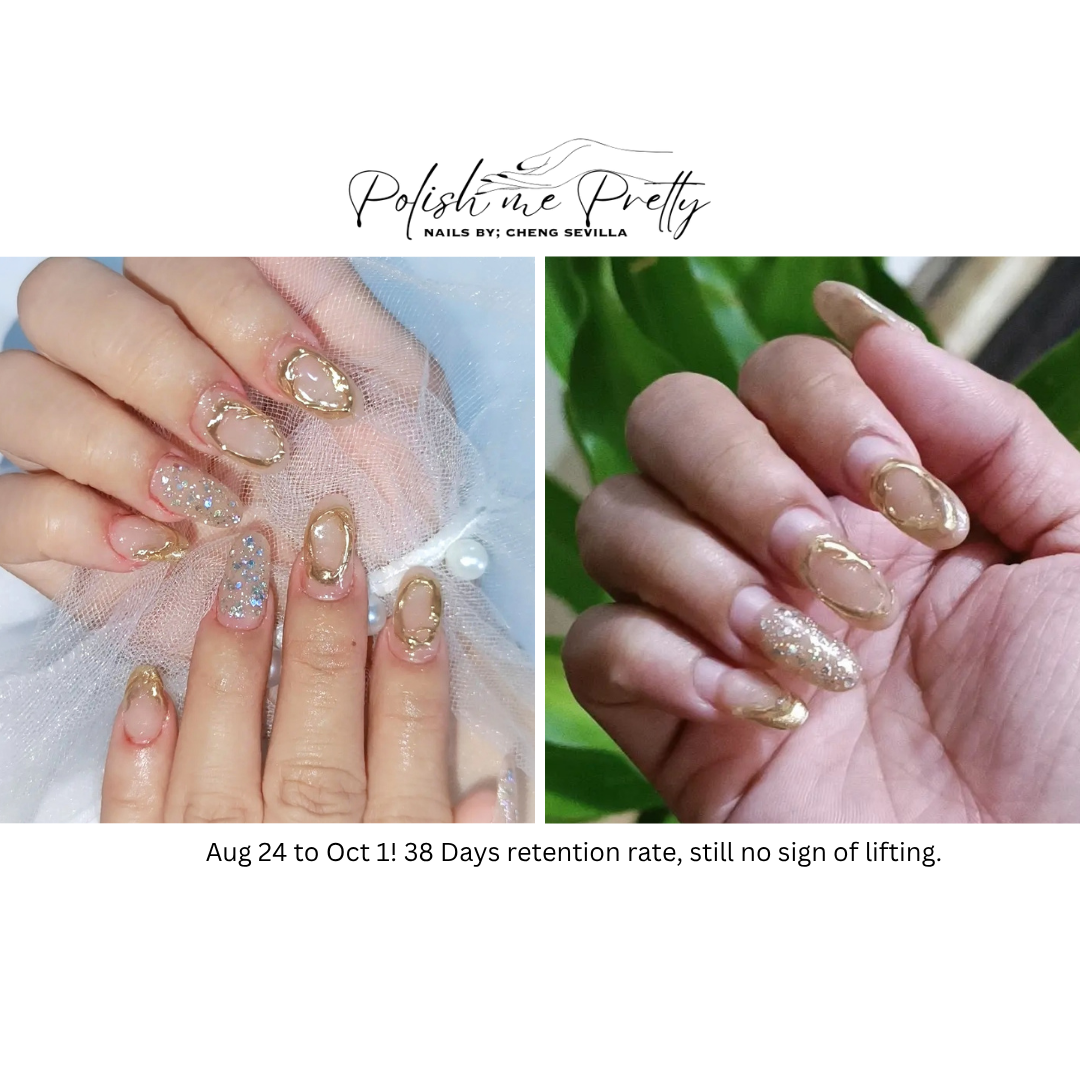 Polish me Pretty
NAILS BY; CHENG SEVILLA
Aug 24 to Oct 1! 38 Days retention rate, still no sign of lifting.